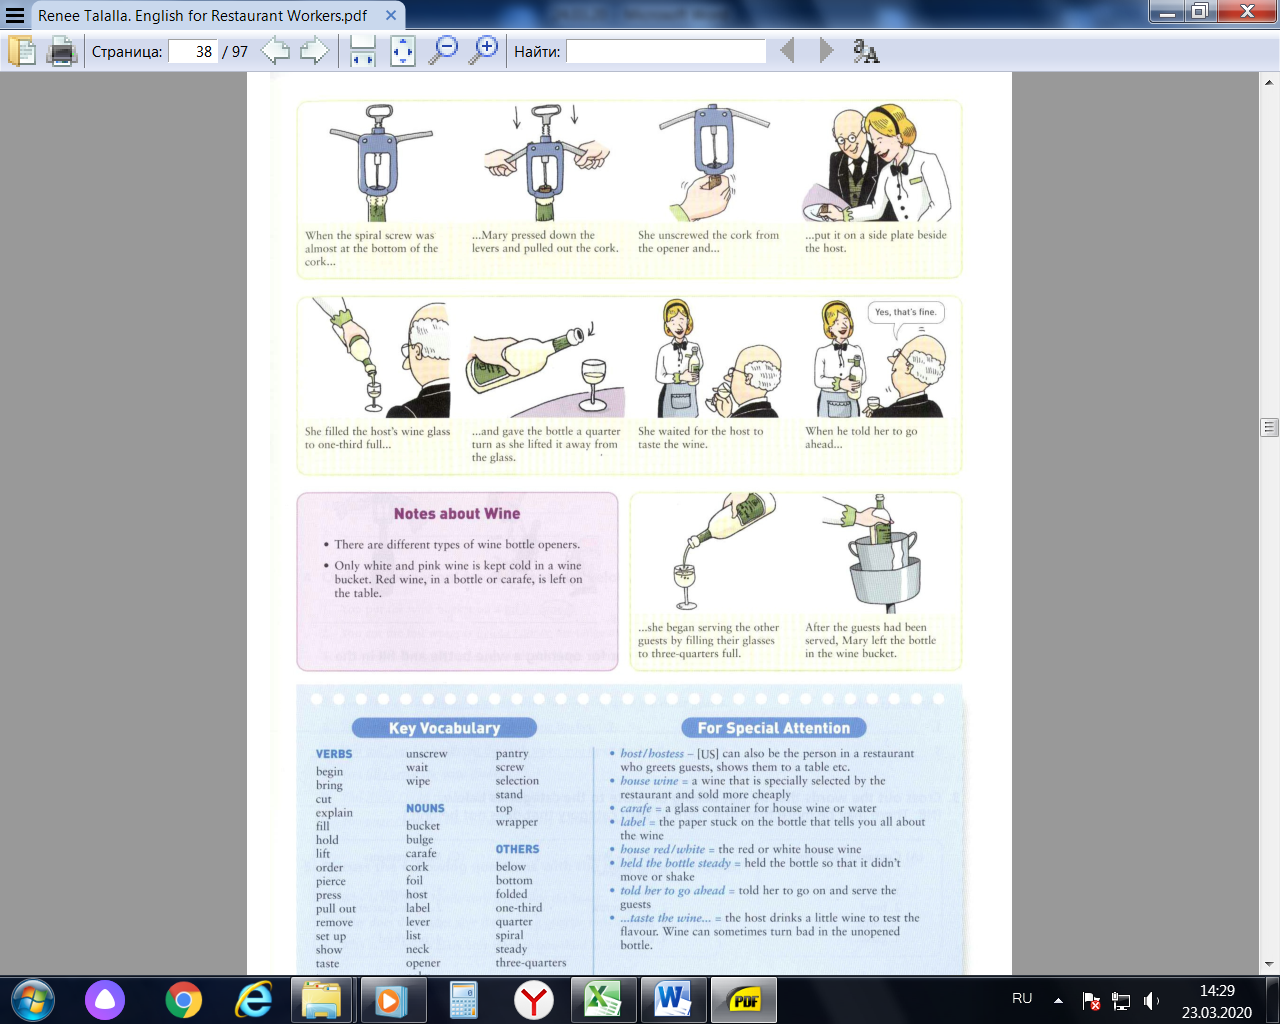 Renee Talalla. English for Restaurant Workers.pdf
Страница: 38 / 97
Найти:
When the spiral screw was
almost at the bottom of the
cork...
...Mary pressed down the
levers and pulled out the cork.
She unscrewed the cork from
the opener and...
...put it on a side plate beside
the host.
Yes, that's fine.
She filled the host's wine glass
to one-third full...
...and gave the bottle a quarter
turn as she lifted it away from
the glass.
She waited for the host to
taste the wine.
When he told her to go
ahead...
Notes about Wine
• There are different types of wine bottle openers.
• Only white and pink wine is kept cold in a wine
bucket. Red wine, in a bottle or carafe, is left on
the table.
...she began serving the other
guests by filling their glasses
to three-quarters full.
After the guests had been
served, Mary left the bottle
in the wine bucket.
Key Vocabulary
VERBS
begin
bring
cut
explain
fill
hold
lift
order
pierce
press
pull out
remove
set up
show
taste
unscrew
wait
wipe
NOUNS
bucket
bulge
carafe
cork
foil
host
label
lever
list
neck
opener
pantry
screw
selection
stand
top
wrapper
OTHERS
below
bottom
folded
one-third
quarter
spiral
steady
three-quarters
For Special Attention
• host/hostess – [US] can also be the person in a restaurant
who greets guests, shows them to a table etc.
• house wine = a wine that is specially selected by the
restaurant and sold more cheaply
• carafe = a glass container for house wine or water
• label = the paper stuck on the bottle that tells you all about
the wine
• house red/white = the red or white house wine
• held the bottle steady = held the bottle so that it didn't
move or shake
• told her to go ahead = told her to go on and serve the
guests
• ...taste the wine... = the host drinks a little wine to test the
flavour. Wine can sometimes turn bad in the unopened
bottle.
PDF
RU
14:29
23.03.2020